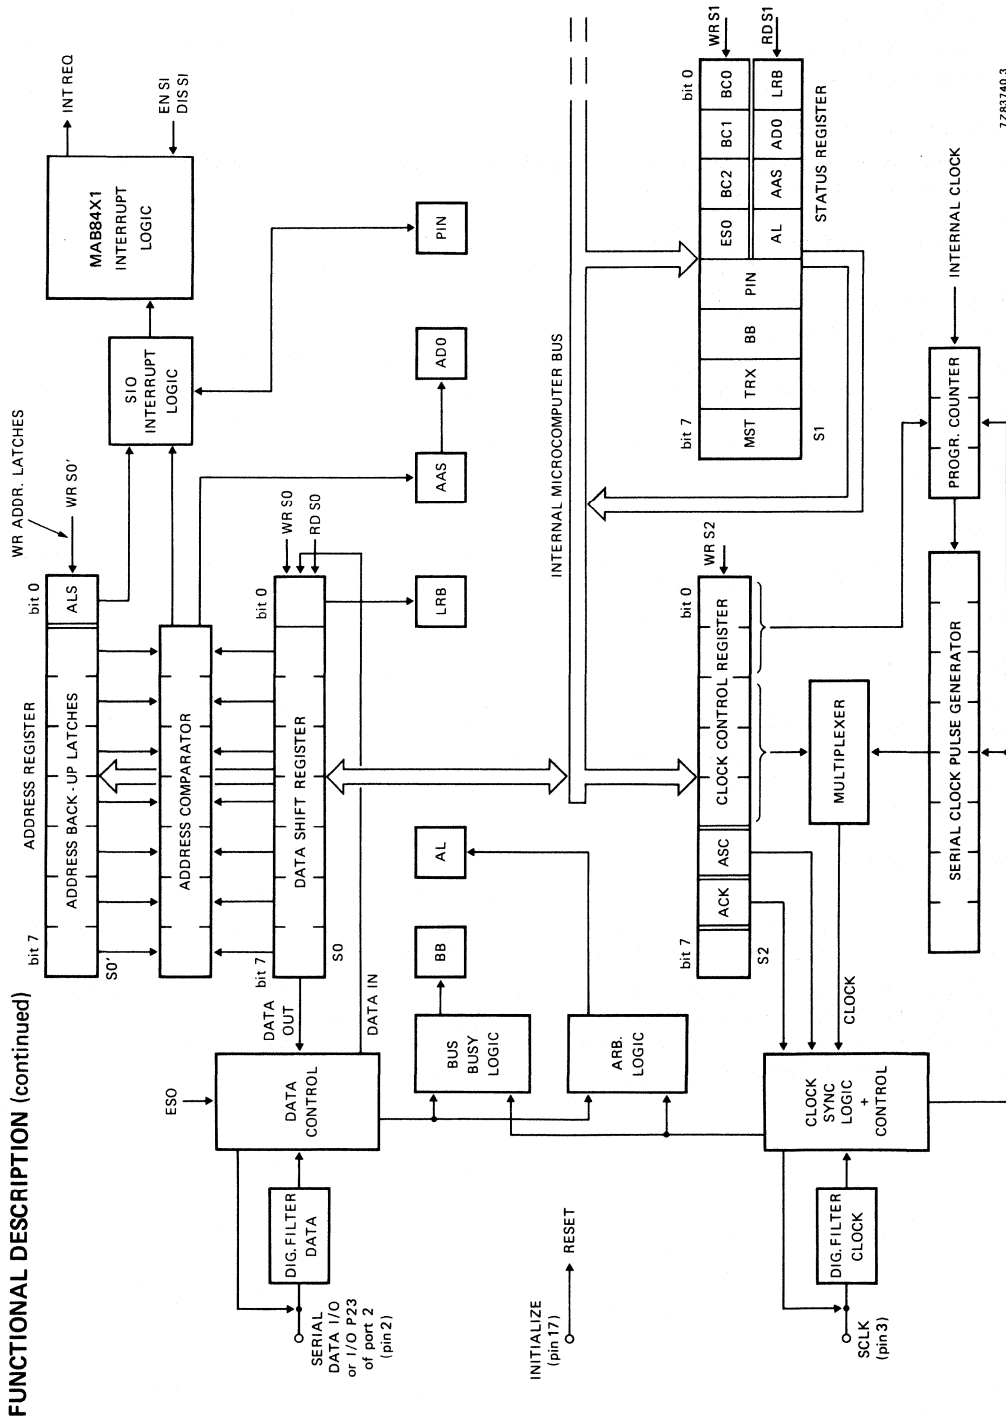 FUNCTIONAL DESCRIPTION (continued)
ADDRESS REGISTER
WR ADDR. LATCHES
bit 7
bit 0
WR S0'
ADDRESS BACK-UP LATCHES
ALS
S0'
ADDRESS COMPARATOR
SIO
INTERRUPT
LOGIC
MAB84X1
INTERRUPT
LOGIC
INT REQ
EN SI
DIS SI
ESO
DATA
CONTROL
DATA
OUT
DATA IN
bit 7
bit 0
WR S0
RD S0
DATA SHIFT REGISTER
S0
DIG.FILTER
DATA
SERIAL
DATA I/O
or I/O P23
of port 2
(pin 2)
BUS
BUSY
LOGIC
BB
AL
LRB
AAS
AD0
PIN
ARB.
LOGIC
INITIALIZE
(pin 17)
RESET
INTERNAL MICROCOMPUTER BUS
bit 7
bit 0
WR S2
ACK
ASC
CLOCK CONTROL REGISTER
S2
bit 7
bit 0
WR S1
MST
TRX
BB
PIN
ESO
BC2
BC1
BC0
AL
AAS
AD0
LRB
RD S1
S1
STATUS REGISTER
CLOCK
SYNC
LOGIC
+
CONTROL
CLOCK
MULTIPLEXER
DIG.FILTER
CLOCK
SCLK
(pin 3)
SERIAL CLOCK PULSE GENERATOR
PROGR. COUNTER
INTERNAL CLOCK
7Z83740.3